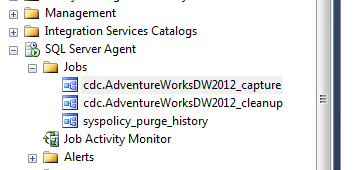 Management
Integration Services Catalogs
SQL Server Agent
Jobs
cdc.AdventureWorksDW2012_capture
cdc.AdventureWorksDW2012_cleanup
syspolicy_purge_history
Job Activity Monitor
Alerts